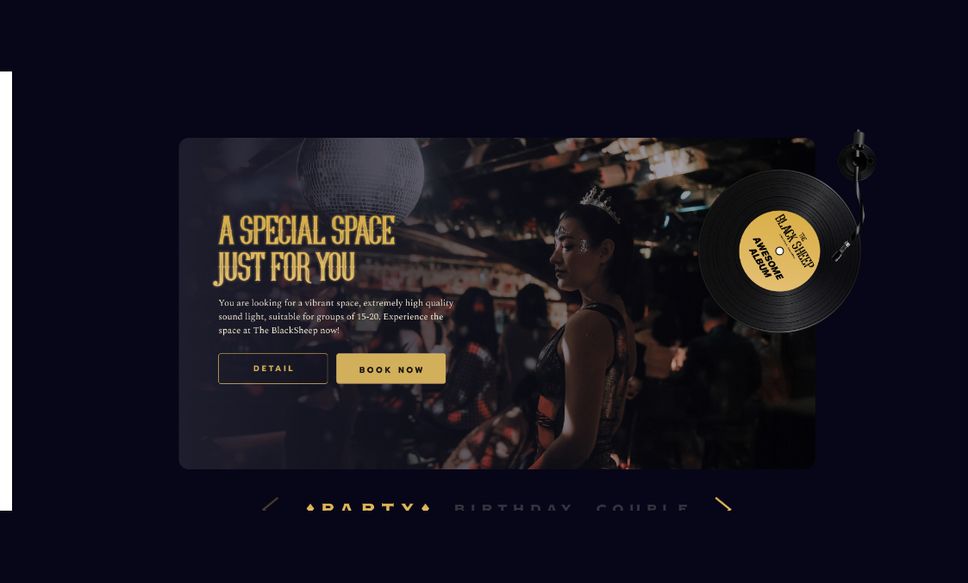 A SPECIAL SPACE
JUST FOR YOU
You are looking for a vibrant space, extremely high quality
sound light, suitable for groups of 15-20. Experience the
space at The BlackSheep now!
DETAIL
BOOK NOW
THE
BLACK SHEEP
AWESOME
ALBUM
PARTY
BIRTHDAY
COUPLE